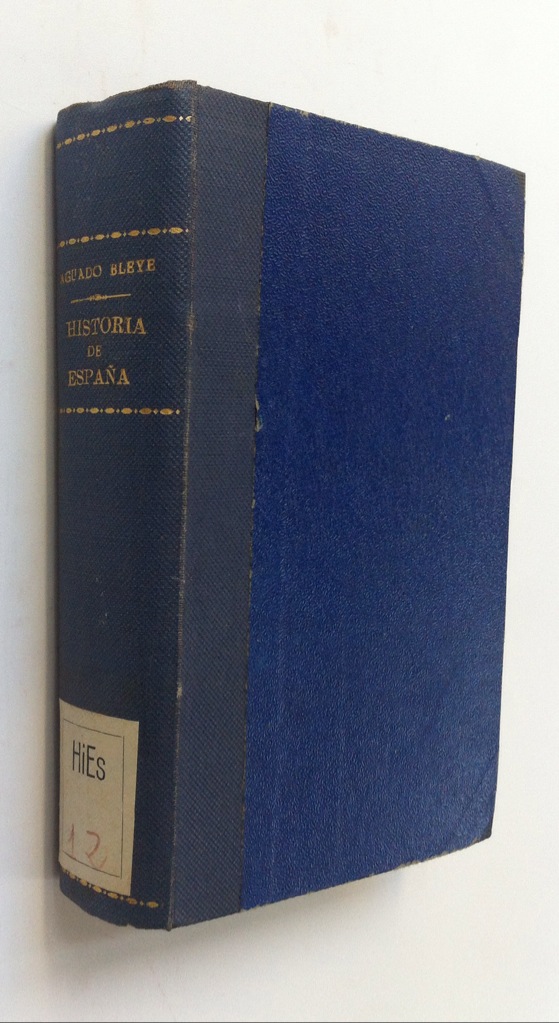 AGUADO BLEYE
HISTORIA
DE
ESPAÑA
HiEs
12